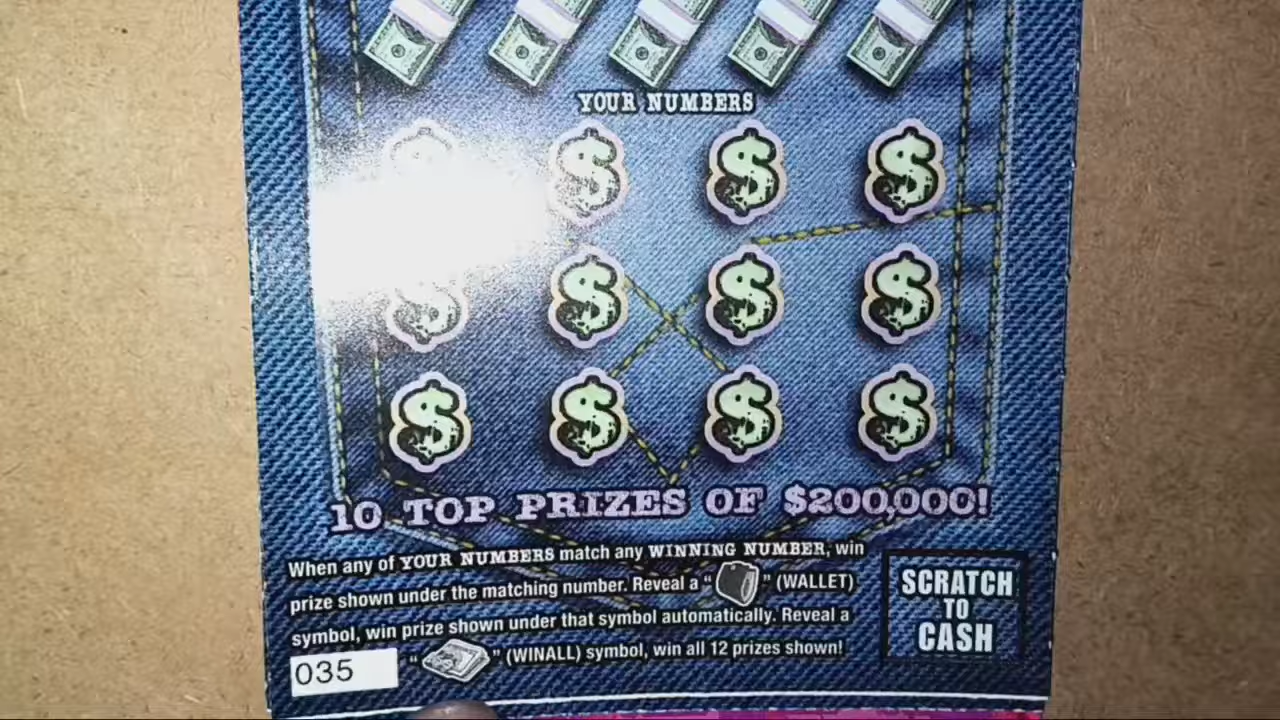 YOUR NUMBERS
$ $ $ $
$ $ $ $
$ $ $ $
10 TOP PRIZES OF $200,000!
When any of YOUR NUMBERS match any WINNING NUMBER, win
prize shown under the matching number. Reveal a " " (WALLET)
symbol, win prize shown under that symbol automatically. Reveal a
" " (WINALL) symbol, win all 12 prizes shown!
035
SCRATCH
TO
CASH